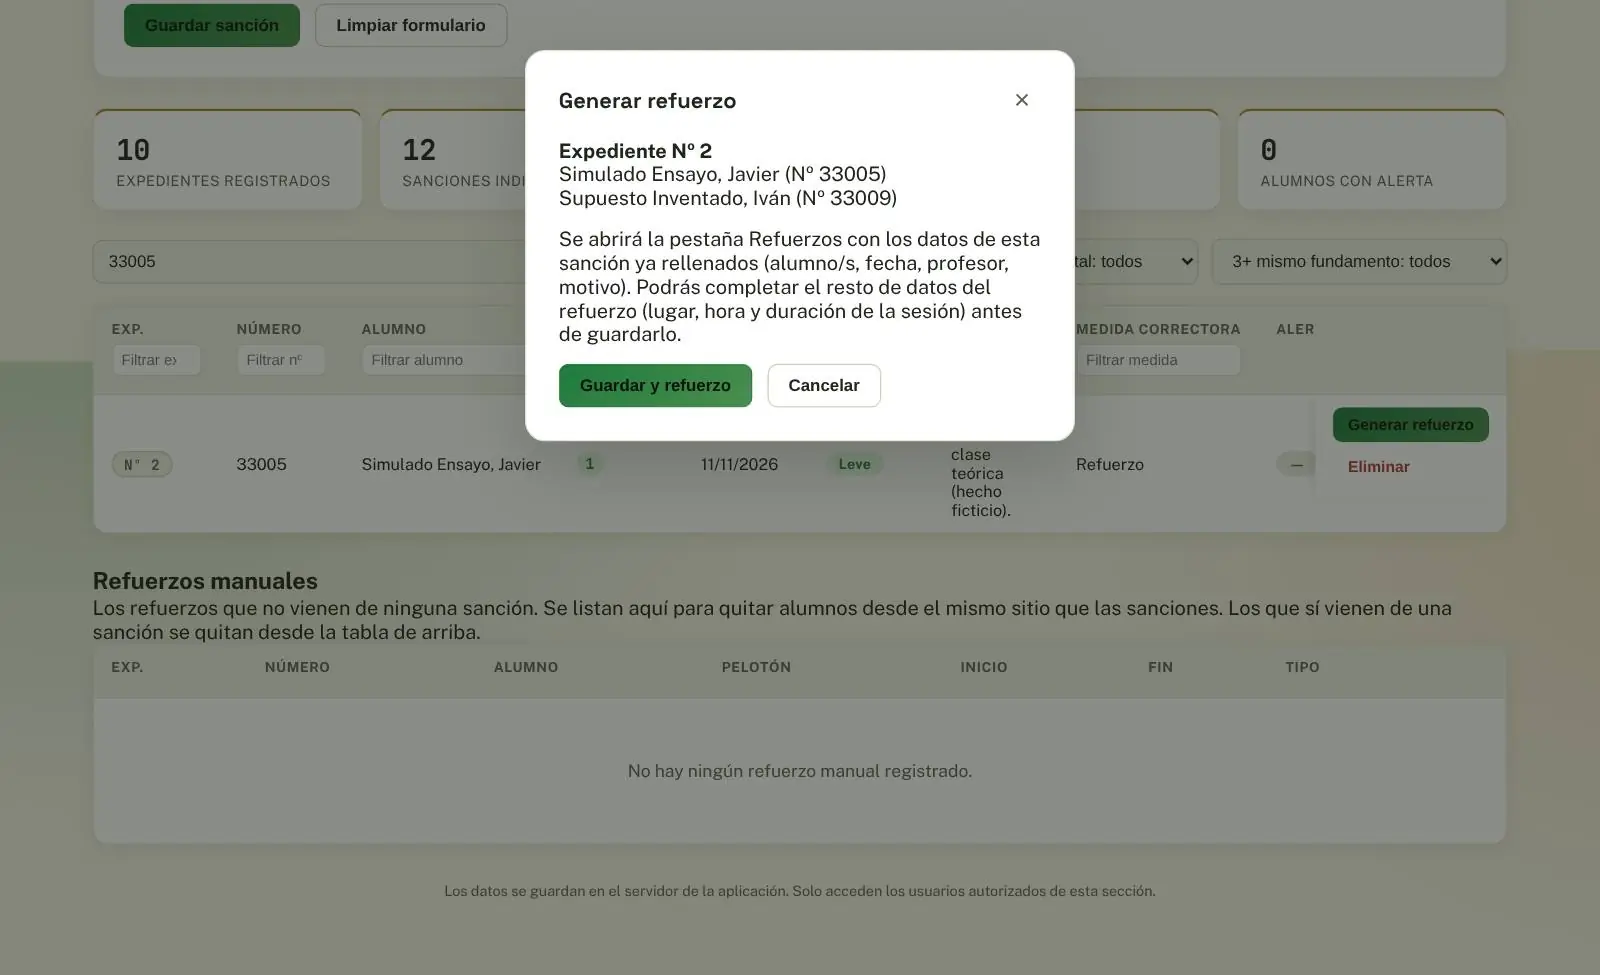 Guardar sanción
Limpiar formulario
Generar refuerzo
×
Expediente Nº 2
Simulado Ensayo, Javier (Nº 33005)
Supuesto Inventado, Iván (Nº 33009)
Se abrirá la pestaña Refuerzos con los datos de esta
sanción ya rellenados (alumno/s, fecha, profesor,
motivo). Podrás completar el resto de datos del
refuerzo (lugar, hora y duración de la sesión) antes
de guardarlo.
Guardar y refuerzo
Cancelar
10
EXPEDIENTES REGISTRADOS
12
SANCIONES INDI
0
ALUMNOS CON ALERTA
33005
tal: todos
3+ mismo fundamento: todos
EXP.
NÚMERO
ALUMNO
MEDIDA CORRECTORA
ALER
Filtrar ex
Filtrar nº
Filtrar alumno
Filtrar medida
Nº 2
33005
Simulado Ensayo, Javier
1
11/11/2026
Leve
clase
teórica
(hecho
ficticio).
Refuerzo
—
Generar refuerzo
Eliminar
Refuerzos manuales
Los refuerzos que no vienen de ninguna sanción. Se listan aquí para quitar alumnos desde el mismo sitio que las sanciones. Los que sí vienen de una
sanción se quitan desde la tabla de arriba.
EXP.
NÚMERO
ALUMNO
PELOTÓN
INICIO
FIN
TIPO
No hay ningún refuerzo manual registrado.
Los datos se guardan en el servidor de la aplicación. Solo acceden los usuarios autorizados de esta sección.